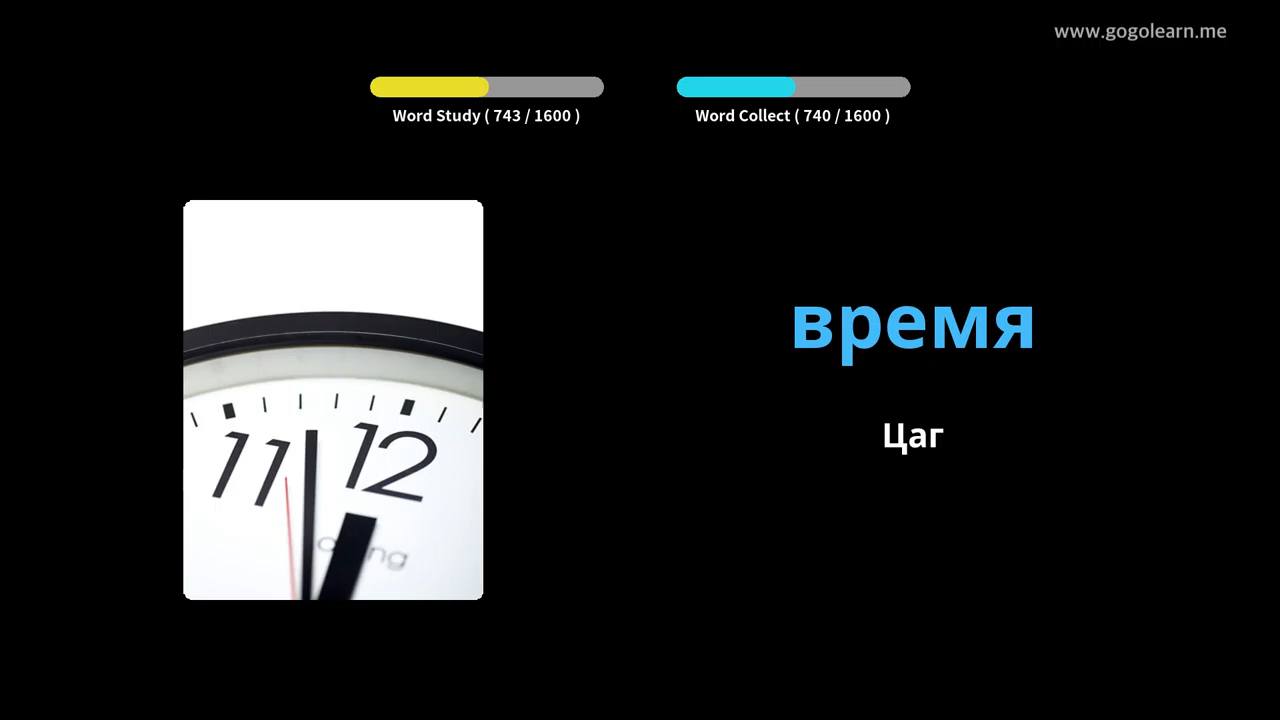 www.gogolearn.me
Word Study ( 743 / 1600 )
Word Collect ( 740 / 1600 )
11
12
время
Цаг